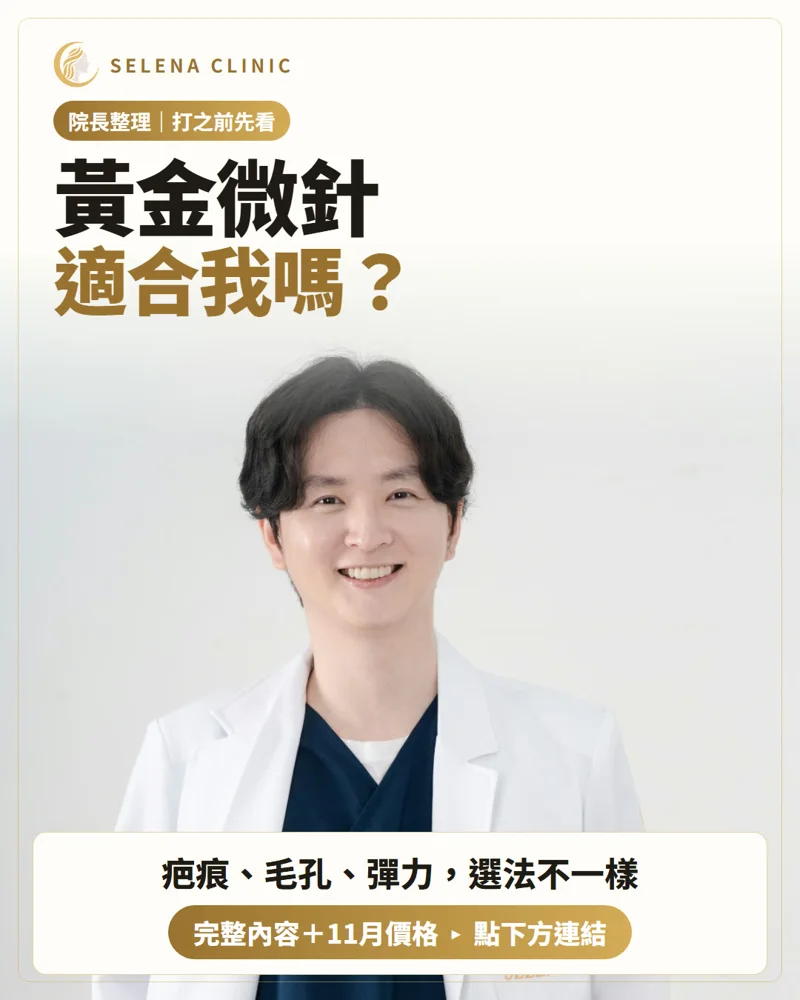 SELENA CLINIC
院長整理｜打之前先看
黃金微針
適合我嗎？
疤痕、毛孔、彈力，選法不一樣
完整內容＋11月價格 ▸ 點下方連結